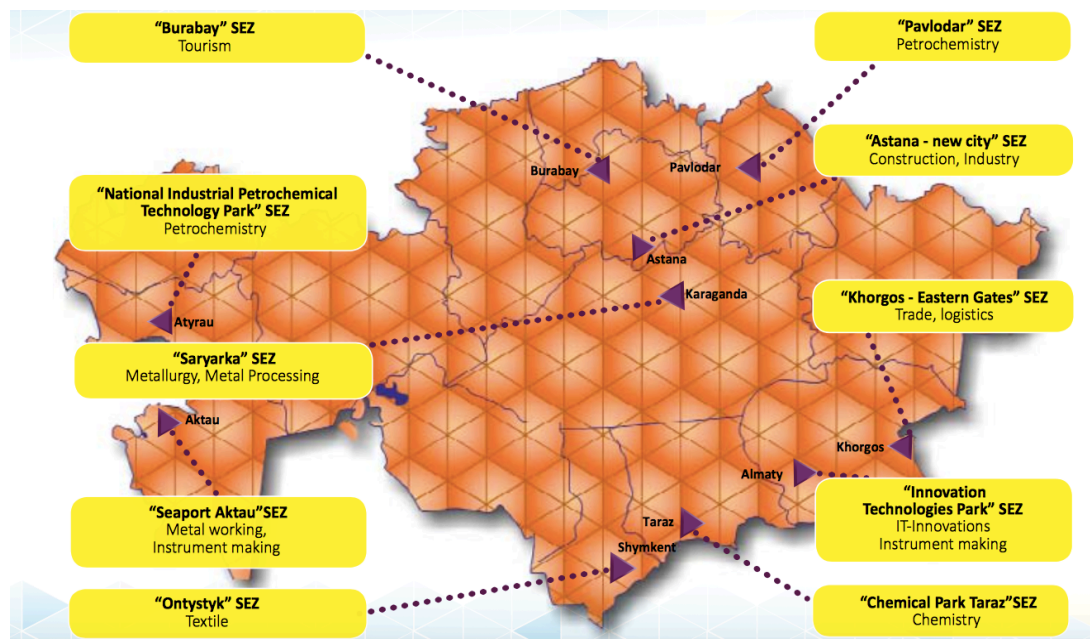 “Burabay” SEZ
Tourism
“Pavlodar” SEZ
Petrochemistry
“Astana - new city” SEZ
Construction, Industry
Burabay
Pavlodar
“National Industrial Petrochemical
Technology Park” SEZ
Petrochemistry
Astana
Karaganda
“Khorgos - Eastern Gates” SEZ
Trade, logistics
Atyrau
“Saryarka” SEZ
Metallurgy, Metal Processing
Aktau
Khorgos
Almaty
“Seaport Aktau”SEZ
Metal working,
Instrument making
“Innovation
Technologies Park” SEZ
IT-Innovations
Instrument making
Taraz
Shymkent
“Ontystyk” SEZ
Textile
“Chemical Park Taraz”SEZ
Chemistry